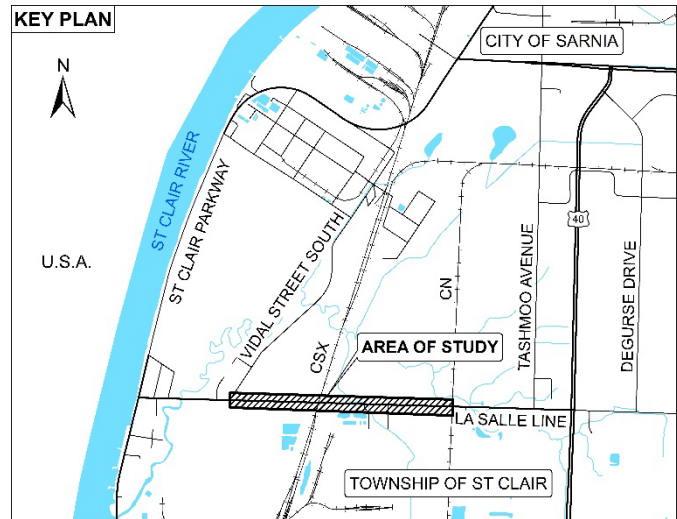 KEY PLAN
CITY OF SARNIA
N
ST CLAIR RIVER
ST CLAIR PARKWAY
U.S.A.
VIDAL STREET SOUTH
40
CN
TASHMOO AVENUE
DEGURSE DRIVE
CSX
AREA OF STUDY
LA SALLE LINE
TOWNSHIP OF ST CLAIR